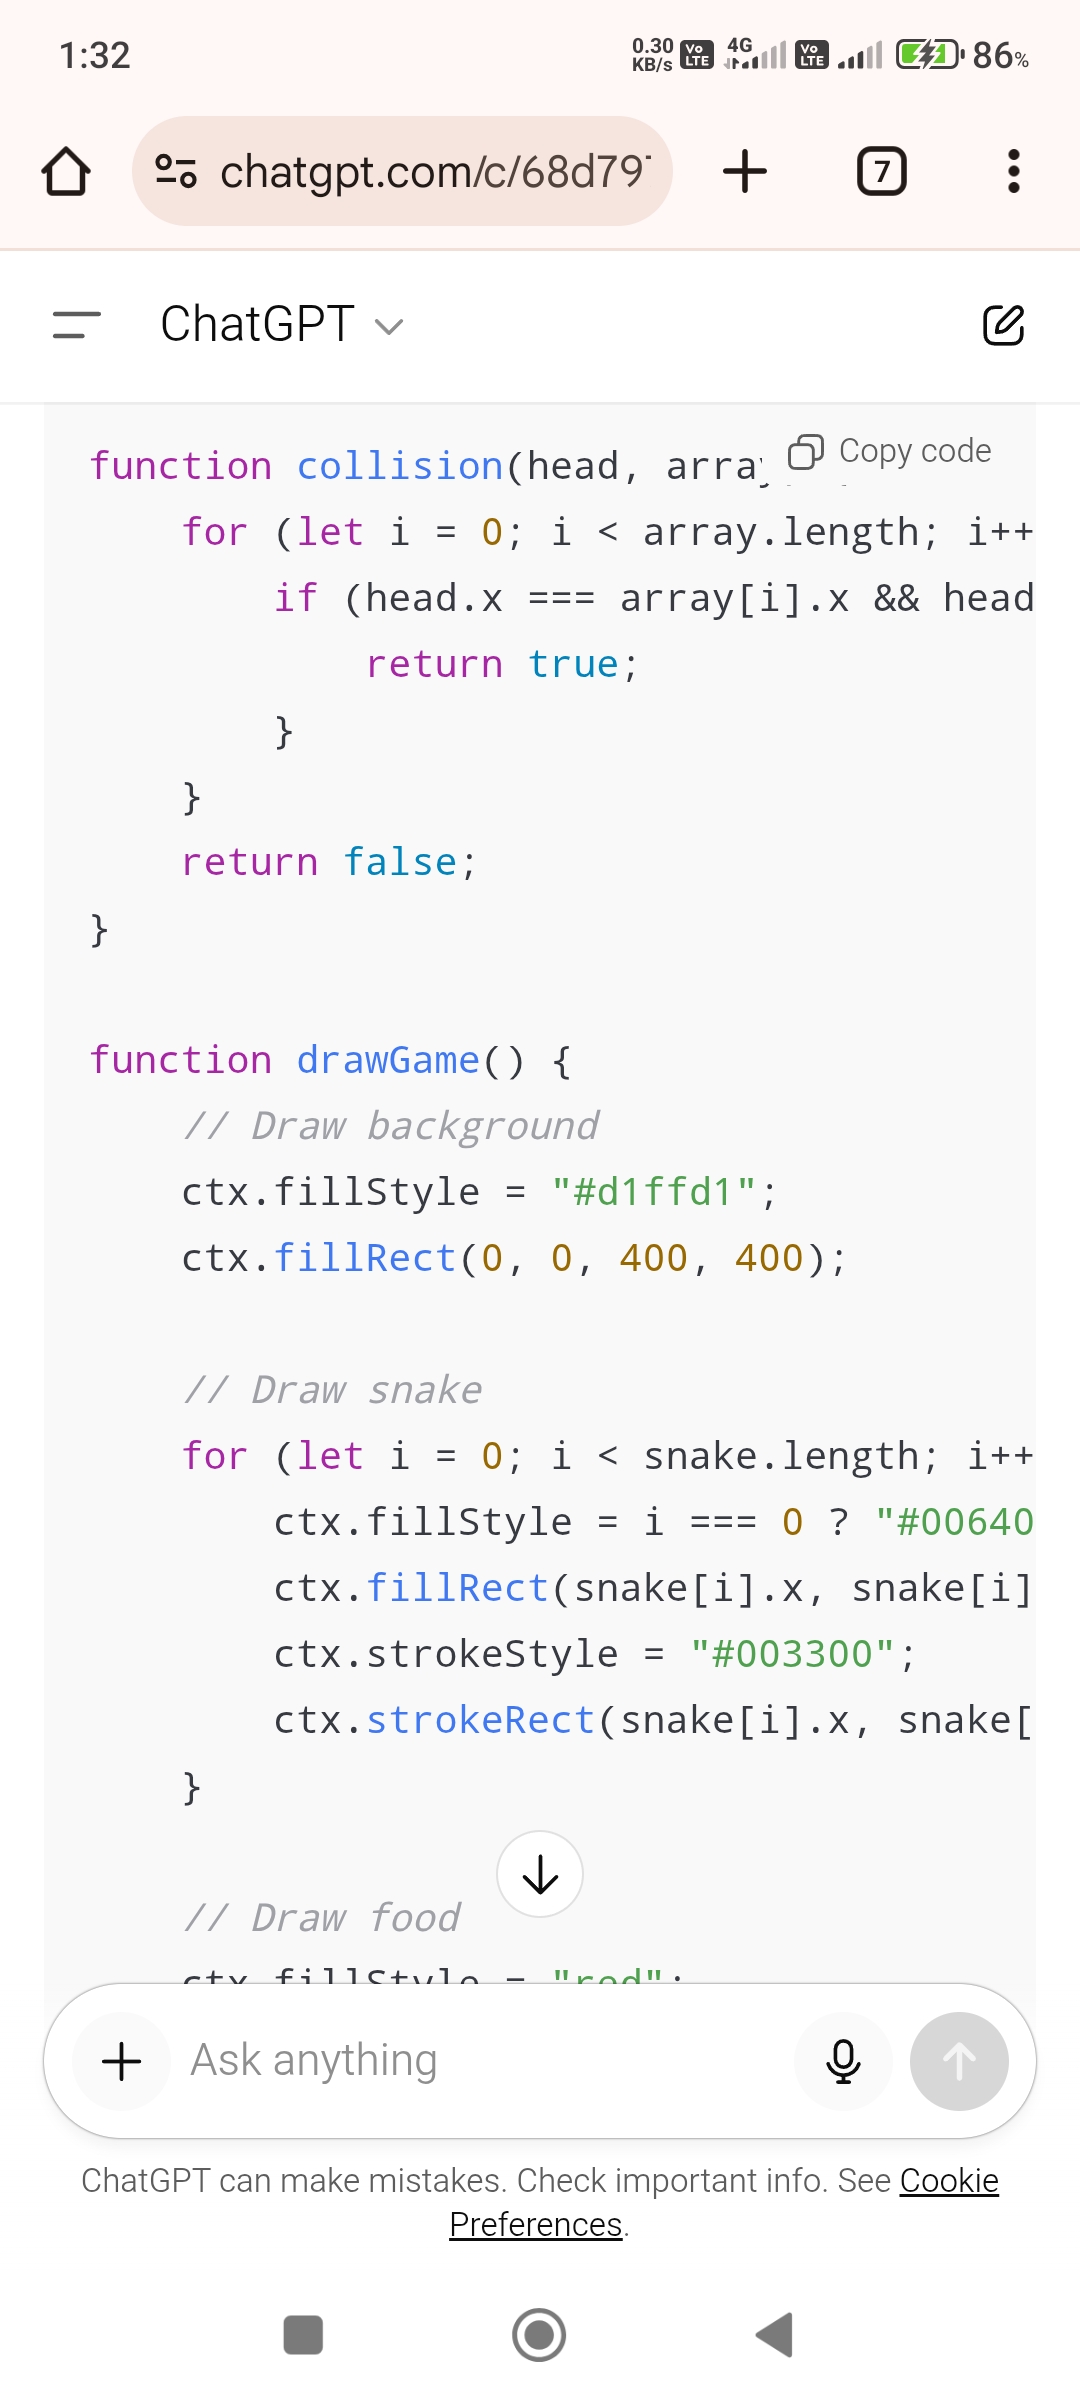 1:32
0.30 KB/s Vo LTE 4G Vo LTE 86%
chatgpt.com/c/68d79
7
ChatGPT
Copy code
function collision(head, array
    for (let i = 0; i < array.length; i++
        if (head.x === array[i].x && head
            return true;
        }
    }
    return false;
}
function drawGame() {
    // Draw background
    ctx.fillStyle = "#d1ffd1";
    ctx.fillRect(0, 0, 400, 400);
    // Draw snake
    for (let i = 0; i < snake.length; i++
        ctx.fillStyle = i === 0 ? "#00640
        ctx.fillRect(snake[i].x, snake[i]
        ctx.strokeStyle = "#003300";
        ctx.strokeRect(snake[i].x, snake[
    }
    // Draw food
    ctx.fillStyle = "red";
Ask anything
ChatGPT can make mistakes. Check important info. See Cookie
Preferences.